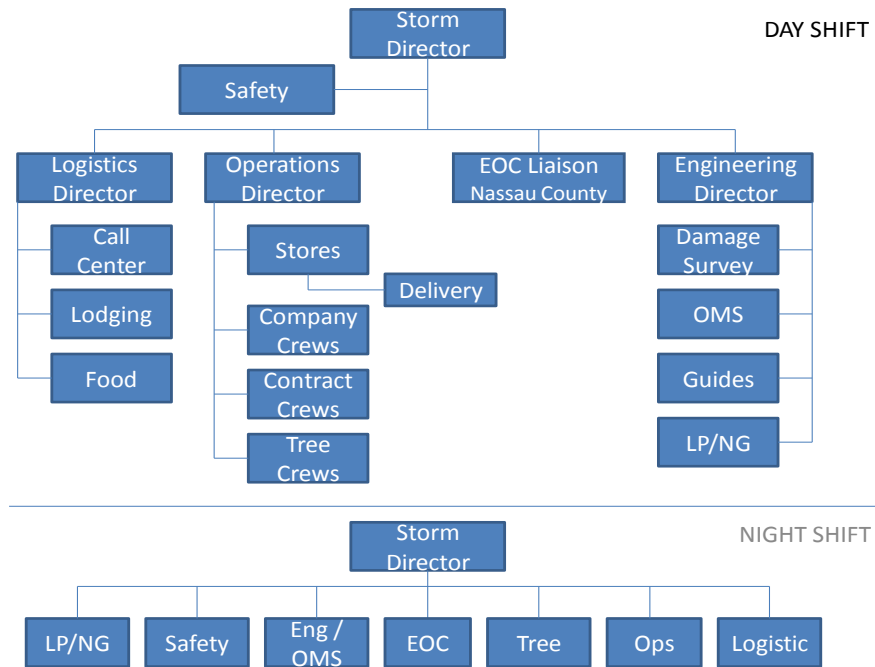 Storm
Director
DAY SHIFT
Safety
Logistics
Director
Operations
Director
EOC Liaison
Nassau County
Engineering
Director
Call
Center
Stores
Damage
Survey
Delivery
Lodging
Company
Crews
OMS
Food
Contract
Crews
Guides
Tree
Crews
LP/NG
NIGHT SHIFT
Storm
Director
LP/NG
Safety
Eng /
OMS
EOC
Tree
Ops
Logistic